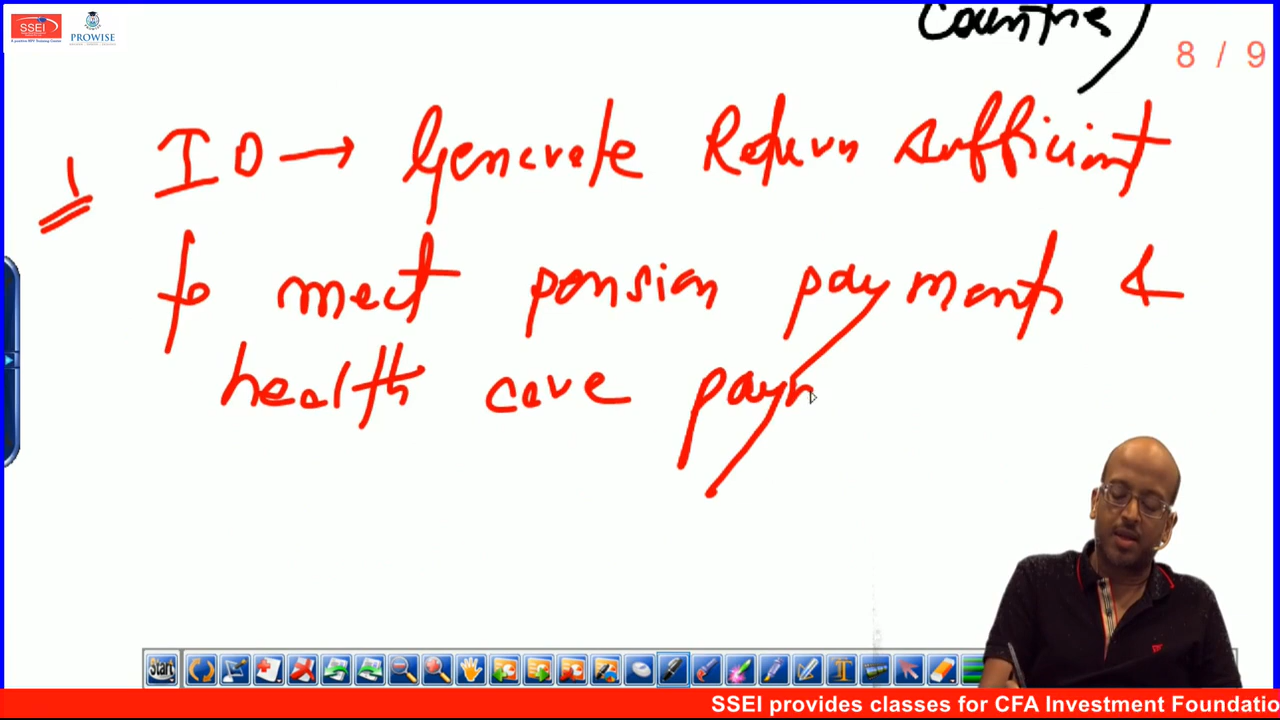 SSEI
PROWISE
Countries)
8 / 9
1 IO → Generate Return sufficient
to meet pension payments &
health care paym
Start
SSEI provides classes for CFA Investment Foundatio